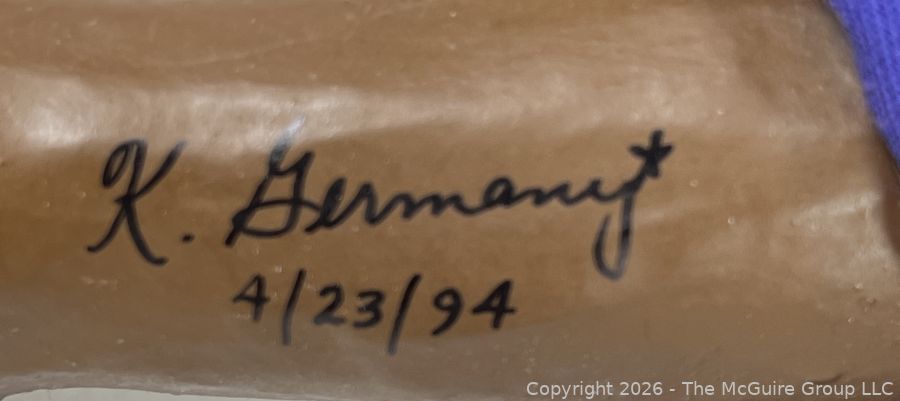 K. Germany*
4/23/94
Copyright 2026 - The McGuire Group LLC